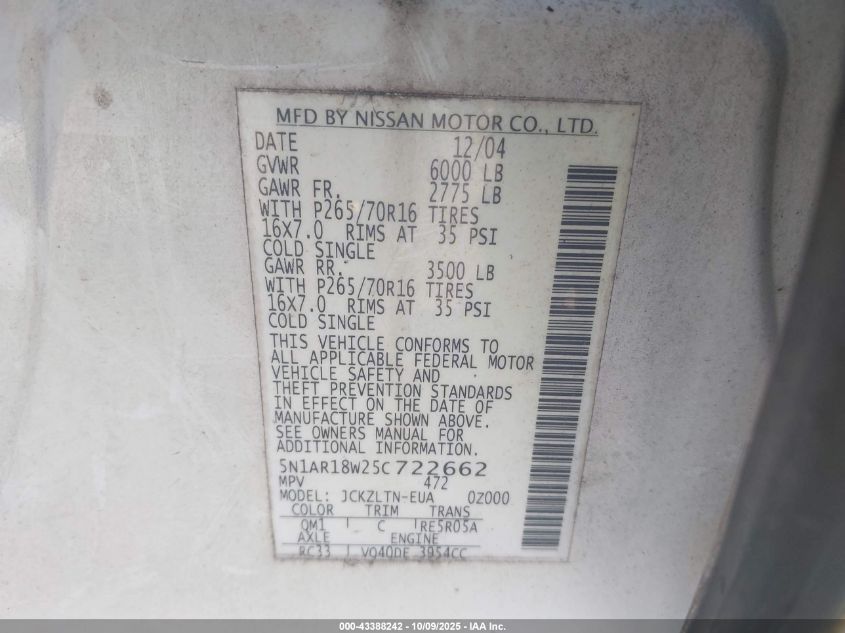 MFD BY NISSAN MOTOR CO., LTD.
DATE 12/04
GVWR 6000 LB
GAWR FR. 2775 LB
WITH P265/70R16 TIRES
16X7.0 RIMS AT 35 PSI
COLD SINGLE
GAWR RR. 3500 LB
WITH P265/70R16 TIRES
16X7.0 RIMS AT 35 PSI
COLD SINGLE
THIS VEHICLE CONFORMS TO
ALL APPLICABLE FEDERAL MOTOR
VEHICLE SAFETY AND
THEFT PREVENTION STANDARDS
IN EFFECT ON THE DATE OF
MANUFACTURE SHOWN ABOVE.
SEE OWNERS MANUAL FOR
ADDITIONAL INFORMATION.
5N1AR18W25C722662
MPV 472
MODEL: JCKZLTN-EUA 0Z000
COLOR TRIM TRANS
QM1 C RE5R05A
AXLE ENGINE
RC33 VQ40DE 3954CC
000-43388242 - 10/09/2025 - IAA Inc.